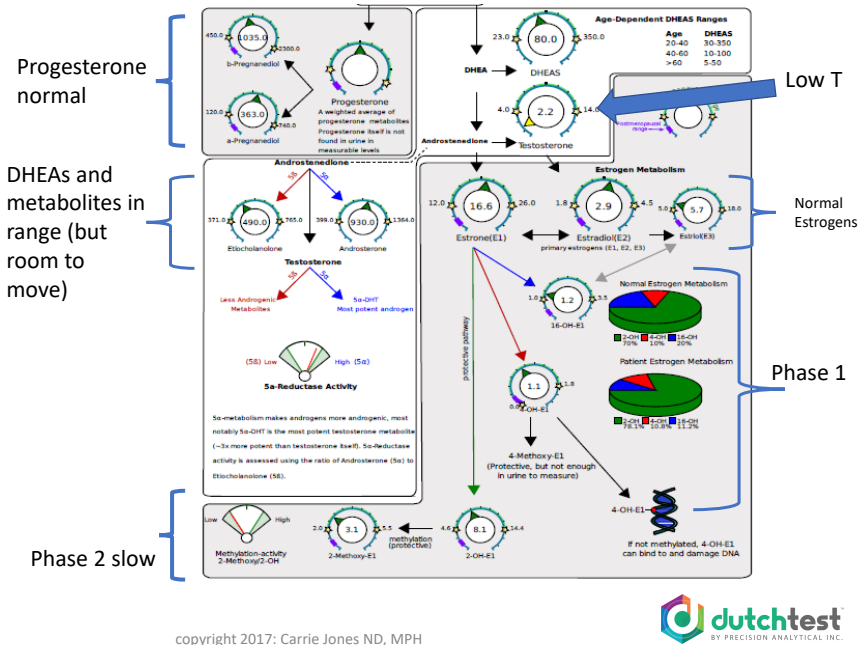 Progesterone
normal
DHEAs and
metabolites in
range (but
room to
move)
Phase 2 slow
450.0
1035.0
2300.0
b-Pregnanediol
120.0
363.0
740.0
a-Pregnanediol
Progesterone
A weighted average of
progesterone metabolites
Progesterone itself is not
found in urine in
measurable levels
DHEA
23.0
80.0
350.0
DHEAS
Age-Dependent DHEAS Ranges
Age DHEAS
20-40 30-350
40-60 10-100
>60 5-50
Androstenedione
4.0
2.2
14.0
Testosterone
Low T
Postmenopausal
range
Androstenedione
5ß
5α
371.0
490.0
765.0
Etiocholanolone
399.0
930.0
1364.0
Androsterone
Testosterone
5ß
5α
Less Androgenic
Metabolites
5α-DHT
Most potent androgen
(5ß) Low
High (5α)
5a-Reductase Activity
5α-metabolism makes androgens more androgenic, most
notably 5α-DHT is the most potent testosterone metabolite
(~3x more potent than testosterone itself). 5α-Reductase
activity is assessed using the ratio of Androsterone (5α) to
Etiocholanolone (5ß).
Estrogen Metabolism
12.0
16.6
26.0
Estrone(E1)
1.8
2.9
4.5
Estradiol(E2)
primary estrogens (E1, E2, E3)
5.0
5.7
18.0
Estriol(E3)
Normal
Estrogens
1.0
1.2
3.5
16-OH-E1
protective pathway
1.1
1.8
0.0
4-OH-E1
Normal Estrogen Metabolism
2-OH 4-OH 16-OH
70% 10% 20%
Patient Estrogen Metabolism
2-OH 4-OH 16-OH
78.1% 10.8% 11.2%
Phase 1
4-Methoxy-E1
(Protective, but not enough
in urine to measure)
4-OH-E1
If not methylated, 4-OH-E1
can bind to and damage DNA
Low
High
Methylation-activity
2-Methoxy/2-OH
2.0
3.1
5.5
2-Methoxy-E1
methylation
(protective)
4.6
8.1
14.4
2-OH-E1
copyright 2017: Carrie Jones ND, MPH
dutchtest
BY PRECISION ANALYTICAL INC.